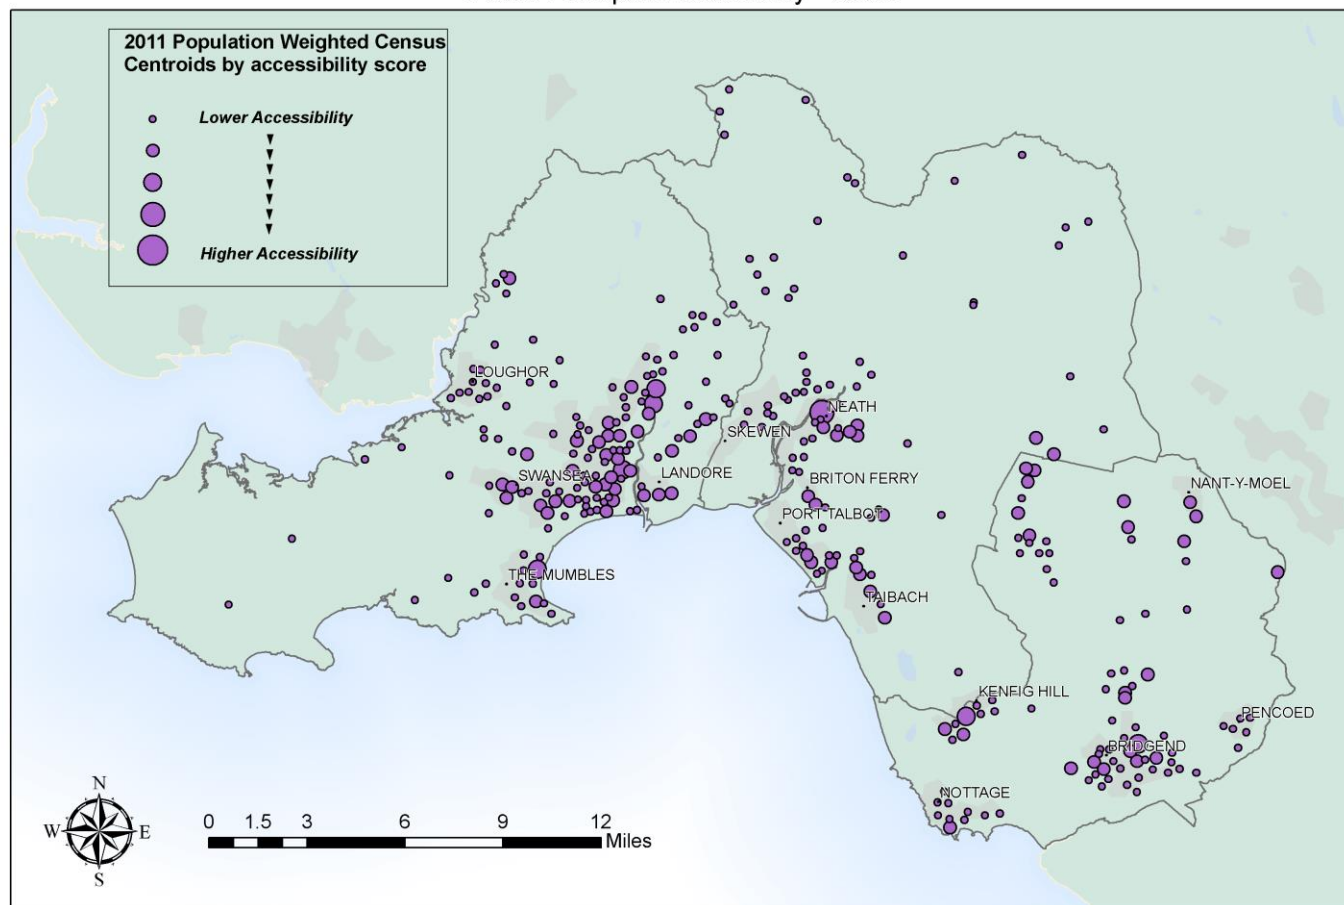 2011 Population Weighted Census
Centroids by accessibility score
Lower Accessibility
Higher Accessibility
LOUGHOR
NEATH
SKEWEN
SWANSEA
LANDORE
BRITON FERRY
NANT-Y-MOEL
PORT TALBOT
THE MUMBLES
TAIBACH
KENFIG HILL
PENCOED
BRIDGEND
NOTTAGE
N
W E
S
0 1.5 3 6 9 12
Miles